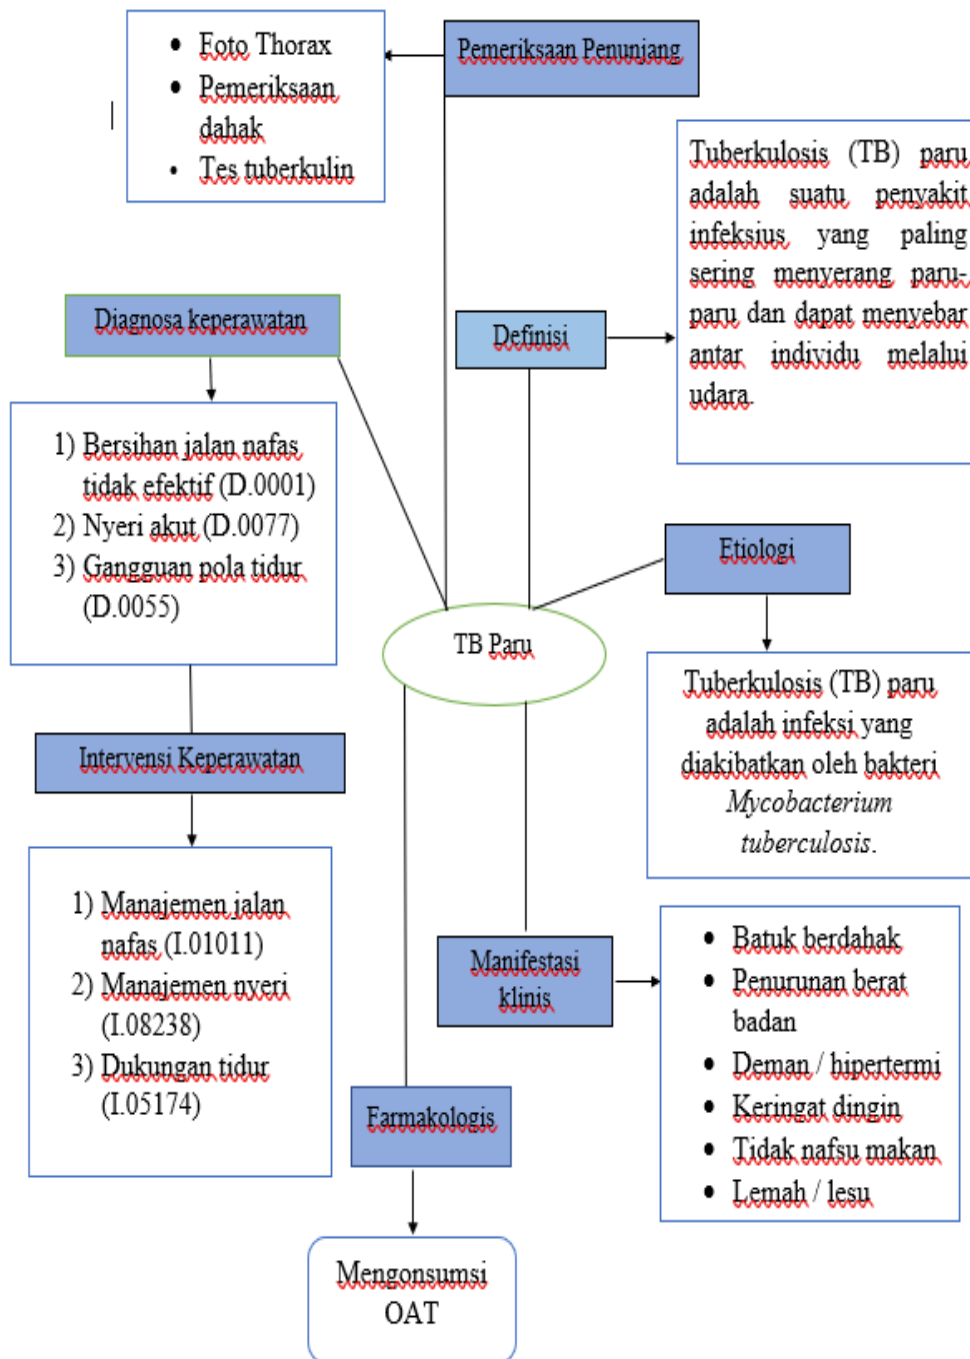 Pemeriksaan Penunjang
• Foto Thorax
• Pemeriksaan
dahak
• Tes tuberkulin
Definisi
Tuberkulosis (TB) paru
adalah suatu penyakit
infeksius yang paling
sering menyerang paru-
paru dan dapat menyebar
antar individu melalui
udara.
Diagnosa keperawatan
1) Bersihan jalan nafas
tidak efektif (D.0001)
2) Nyeri akut (D.0077)
3) Gangguan pola tidur
(D.0055)
Etiologi
Tuberkulosis (TB) paru
adalah infeksi yang
diakibatkan oleh bakteri
Mycobacterium
tuberculosis.
TB Paru
Intervensi Keperawatan
1) Manajemen jalan
nafas (I.01011)
2) Manajemen nyeri
(I.08238)
3) Dukungan tidur
(I.05174)
Manifestasi
klinis
• Batuk berdahak
• Penurunan berat
badan
• Deman / hipertermi
• Keringat dingin
• Tidak nafsu makan
• Lemah / lesu
Farmakologis
Mengonsumsi
OAT